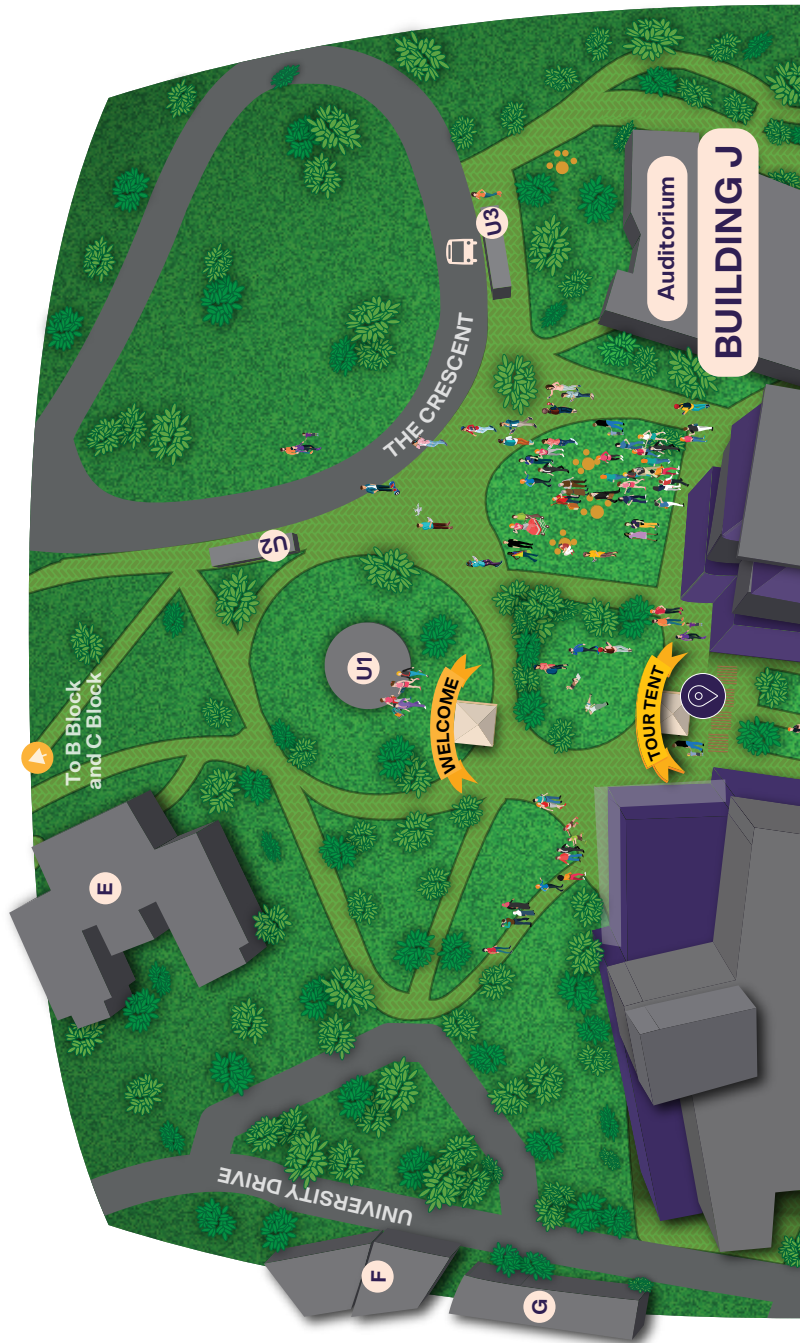 To B Block
and C Block
E
U2
UNIVERSITY DRIVE
U1
F
THE CRESCENT
WELCOME
U3
G
TOUR TENT
Auditorium
BUILDING J